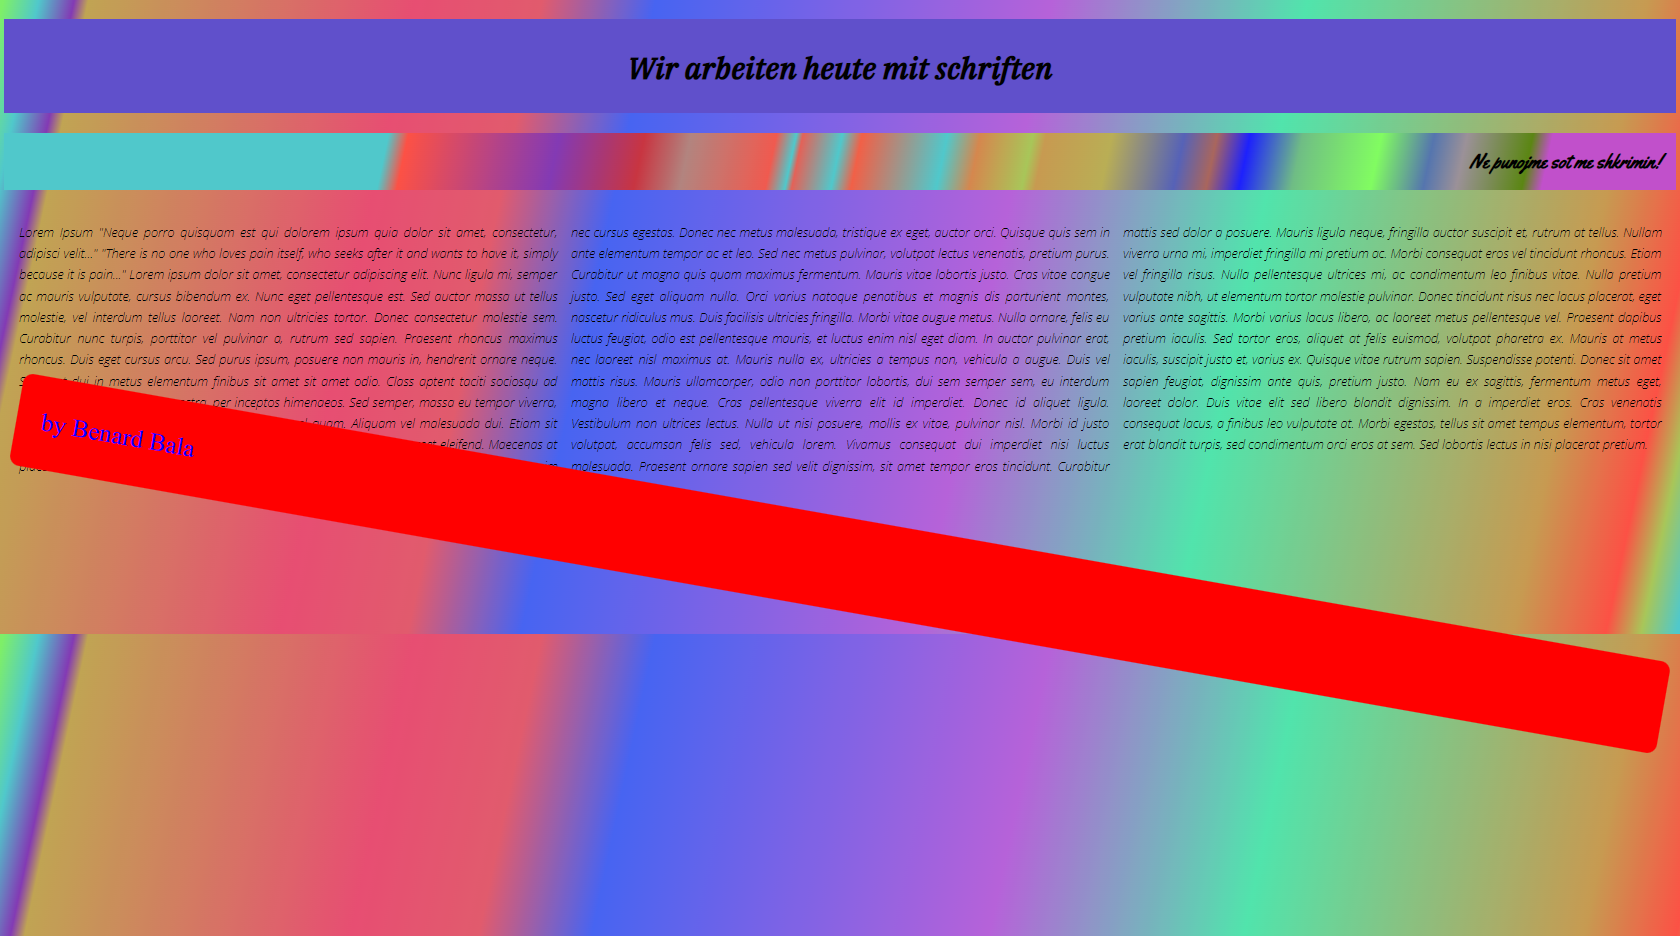 Wir arbeiten heute mit schriften
Ne punojme sot me shkrimin!
Lorem Ipsum "Neque porro quisquam est qui dolorem ipsum quia dolor sit amet, consectetur,
adipisci velit..." "There is no one who loves pain itself, who seeks after it and wants to have it, simply
because it is pain..." Lorem ipsum dolor sit amet, consectetur adipiscing elit. Nunc ligula mi, semper
ac mauris vulputate, cursus bibendum ex. Nunc eget pellentesque est. Sed auctor massa ut tellus
molestie, vel interdum tellus laoreet. Nam non ultricies tortor. Donec consectetur molestie sem.
Curabitur nunc turpis, porttitor vel pulvinar a, rutrum sed sapien. Praesent rhoncus maximus
rhoncus. Duis eget cursus arcu. Sed purus ipsum, posuere non mauris in, hendrerit ornare neque.
dui in metus elementum finibus sit amet sit amet odio. Class aptent taciti sociosqu ad
per inceptos himenaeos. Sed semper, massa eu tempor viverra,
Aliquam vel malesuada dui. Etiam sit
eleifend. Maecenas at
nec cursus egestas. Donec nec metus malesuada, tristique ex eget, auctor orci. Quisque quis sem in
ante elementum tempor ac et leo. Sed nec metus pulvinar, volutpat lectus venenatis, pretium purus.
Curabitur ut magna quis quam maximus fermentum. Mauris vitae lobortis justo. Cras vitae congue
justo. Sed eget aliquam nulla. Orci varius natoque penatibus et magnis dis parturient montes,
nascetur ridiculus mus. Duis facilisis ultricies fringilla. Morbi vitae augue metus. Nulla ornare, felis eu
luctus feugiat, odio est pellentesque mauris, et luctus enim nisl eget diam. In auctor pulvinar erat,
nec laoreet nisl maximus at. Mauris nulla ex, ultricies a tempus non, vehicula a augue. Duis vel
mattis risus. Mauris ullamcorper, odio non porttitor lobortis, dui sem semper sem, eu interdum
magna libero et neque. Cras pellentesque viverra elit id imperdiet. Donec id aliquet ligula.
Vestibulum non ultrices lectus. Nulla ut nisi posuere, mollis ex vitae, pulvinar nisl. Morbi id justo
volutpat, accumsan felis sed, vehicula lorem. Vivamus consequat dui imperdiet nisi luctus
malesuada. Praesent ornare sapien sed velit dignissim, sit amet tempor eros tincidunt. Curabitur
mattis sed dolor a posuere. Mauris ligula neque, fringilla auctor suscipit et, rutrum at tellus. Nullam
viverra urna mi, imperdiet fringilla mi pretium ac. Morbi consequat eros vel tincidunt rhoncus. Etiam
vel fringilla risus. Nulla pellentesque ultrices mi, ac condimentum leo finibus vitae. Nulla pretium
vulputate nibh, ut elementum tortor molestie pulvinar. Donec tincidunt risus nec lacus placerat, eget
varius ante sagittis. Morbi varius lacus libero, ac laoreet metus pellentesque vel. Praesent dapibus
pretium iaculis. Sed tortor eros, aliquet at felis euismod, volutpat pharetra ex. Mauris at metus
iaculis, suscipit justo et, varius ex. Quisque vitae rutrum sapien. Suspendisse potenti. Donec sit amet
sapien feugiat, dignissim ante quis, pretium justo. Nam eu ex sagittis, fermentum metus eget,
laoreet dolor. Duis vitae elit sed libero blandit dignissim. In a imperdiet eros. Cras venenatis
consequat lacus, a finibus leo vulputate at. Morbi egestas, tellus sit amet tempus elementum, tortor
erat blandit turpis, sed condimentum orci eros at sem. Sed lobortis lectus in nisi placerat pretium.
by Benard Bala